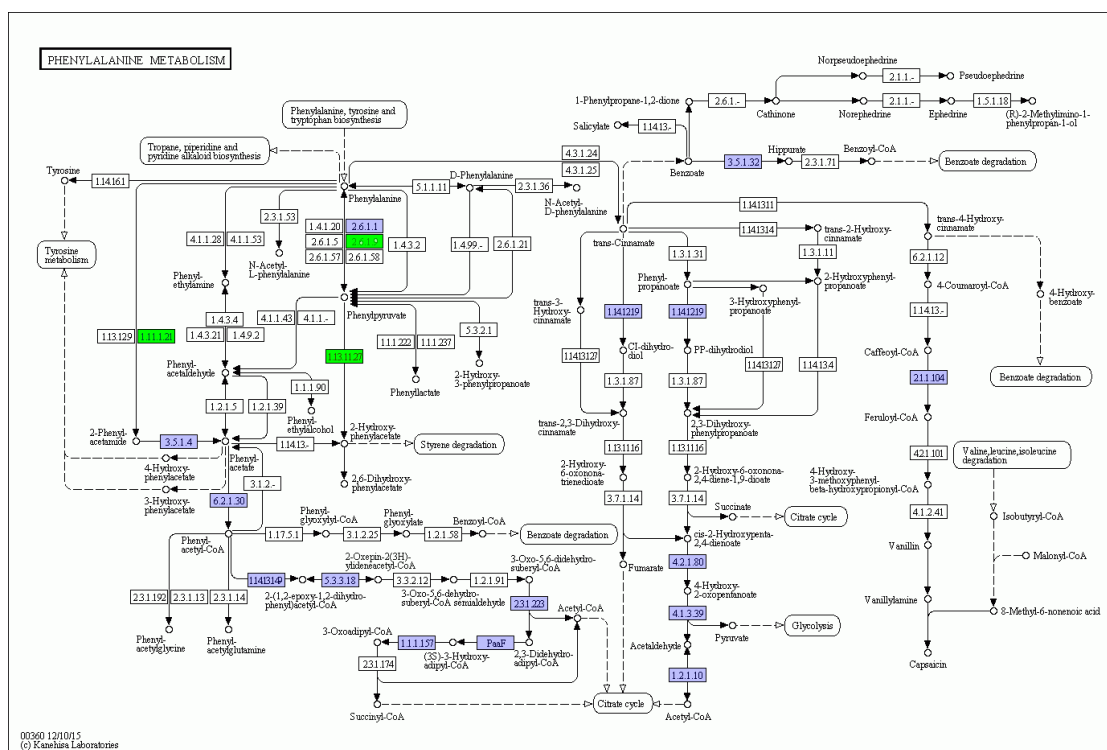 PHENYLALANINE METABOLISM
Phenylalanine, tyrosine and
tryptophan biosynthesis
Tropane, piperidine and
pyridine alkaloid biosynthesis
Norpseudoephedrine
2.1.1.-
Pseudoephedrine
1-Phenylpropane-1,2-dione
2.6.1.-
Cathinone
2.1.1.-
Norephedrine
Ephedrine
1.5.1.18
(R)-2-Methylimino-1-
phenylpropan-1-ol
Salicylate
1.14.13.-
Benzoate
3.5.1.32
Hippurate
2.3.1.71
Benzoyl-CoA
Benzoate degradation
Tyrosine
1.14.16.1
Phenylalanine
5.1.1.11
D-Phenylalanine
2.3.1.36
N-Acetyl-
D-phenylalanine
4.3.1.24
4.3.1.25
2.3.1.53
N-Acetyl-
L-phenylalanine
4.1.1.28
4.1.1.53
1.4.1.20
2.6.1.1
2.6.1.5
2.6.1.57
2.6.1.58
1.4.3.2
1.4.99.-
2.6.1.21
Tyrosine
metabolism
Phenyl-
ethylamine
Phenylpyruvate
1.13.12.9
1.11.1.21
1.4.3.4
1.4.3.21
1.4.9.2
4.1.1.43
4.1.1.-
1.13.11.27
1.1.1.222
1.1.1.237
5.3.2.1
Phenyllactate
2-Hydroxy-
3-phenylpropanoate
Phenyl-
acetaldehyde
1.1.1.90
Phenyl-
ethylalcohol
1.2.1.5
1.2.1.39
2-Phenyl-
acetamide
3.5.1.4
Phenyl-
acetate
1.14.13.-
2-Hydroxy-
phenylacetate
Styrene degradation
2,6-Dihydroxy-
phenylacetate
4-Hydroxy-
phenylacetate
3-Hydroxy-
phenylacetate
3.1.2.-
6.2.1.30
Phenyl-
acetyl-CoA
1.17.5.1
Phenyl-
glyoxylyl-CoA
3.1.2.25
Phenyl-
glyoxylate
1.2.1.58
Benzoyl-CoA
Benzoate degradation
2-(1,2-epoxy-1,2-dihydro-
phenyl)acetyl-CoA
5.3.3.18
2-Oxepin-2(3H)-
ylideneacetyl-CoA
3.3.2.12
3-Oxo-5,6-dehydro-
suberyl-CoA semialdehyde
1.2.1.91
3-Oxo-5,6-didehydro-
suberyl-CoA
2.3.1.223
Acetyl-CoA
2.3.1.192
2.3.1.13
2.3.1.14
Phenyl-
acetylglycine
Phenyl-
acetylglutamine
3-Oxoadipyl-CoA
1.1.1.157
(3S)-3-Hydroxy-
adipyl-CoA
PaaF
2,3-Didehydro-
adipyl-CoA
2.3.1.174
Succinyl-CoA
Citrate cycle
Acetyl-CoA
trans-Cinnamate
1.14.13.11
1.14.13.14
trans-2-Hydroxy-
cinnamate
trans-4-Hydroxy-
cinnamate
1.3.1.31
1.3.1.11
Phenyl-
propanoate
2-Hydroxyphenyl-
propanoate
3-Hydroxyphenyl-
propanoate
trans-3-
Hydroxy-
cinnamate
1.14.12.19
1.14.12.19
CI-dihydro-
diol
PP-dihydrodiol
1.14.13.127
1.14.13.127
1.14.13.4
1.3.1.87
1.3.1.87
trans-2,3-Dihydroxy-
cinnamate
2,3-Dihydroxy-
phenylpropanoate
1.13.11.16
1.13.11.16
2-Hydroxy-
6-oxonona-
trienedioate
2-Hydroxy-6-oxonona-
2,4-diene-1,9-dioate
3.7.1.14
3.7.1.14
Succinate
Citrate cycle
cis-2-Hydroxypenta-
2,4-dienoate
Fumarate
4.2.1.80
4-Hydroxy-
2-oxopentanoate
4.1.3.39
Pyruvate
Glycolysis
Acetaldehyde
1.2.1.10
6.2.1.12
4-Coumaroyl-CoA
4-Hydroxy-
benzoate
1.14.13.-
Caffeoyl-CoA
Benzoate degradation
2.1.1.104
Feruloyl-CoA
4.2.1.101
4-Hydroxy-
3-methoxyphenyl-
beta-hydroxypropionyl-CoA
Valine, leucine, isoleucine
degradation
4.1.2.41
Isobutyryl-CoA
Vanillin
Malonyl-CoA
Vanillylamine
8-Methyl-6-nonenoic acid
Capsaicin
00360 12/10/15
(c) Kanehisa Laboratories